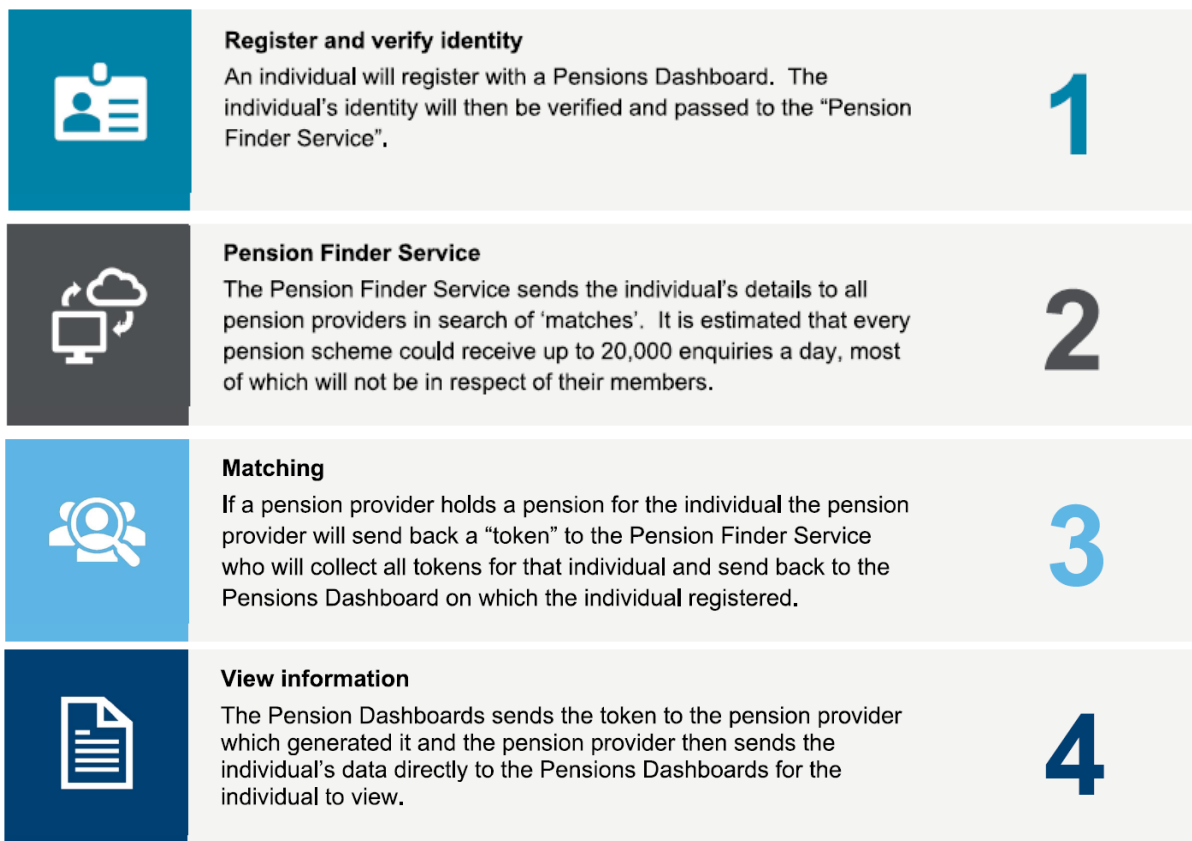 Register and verify identity
An individual will register with a Pensions Dashboard.  The
individual's identity will then be verified and passed to the “Pension
Finder Service”.
1
Pension Finder Service
The Pension Finder Service sends the individual's details to all
pension providers in search of ‘matches’.  It is estimated that every
pension scheme could receive up to 20,000 enquiries a day, most
of which will not be in respect of their members.
2
Matching
If a pension provider holds a pension for the individual the pension
provider will send back a “token” to the Pension Finder Service
who will collect all tokens for that individual and send back to the
Pensions Dashboard on which the individual registered.
3
View information
The Pension Dashboards sends the token to the pension provider
which generated it and the pension provider then sends the
individual's data directly to the Pensions Dashboards for the
individual to view.
4